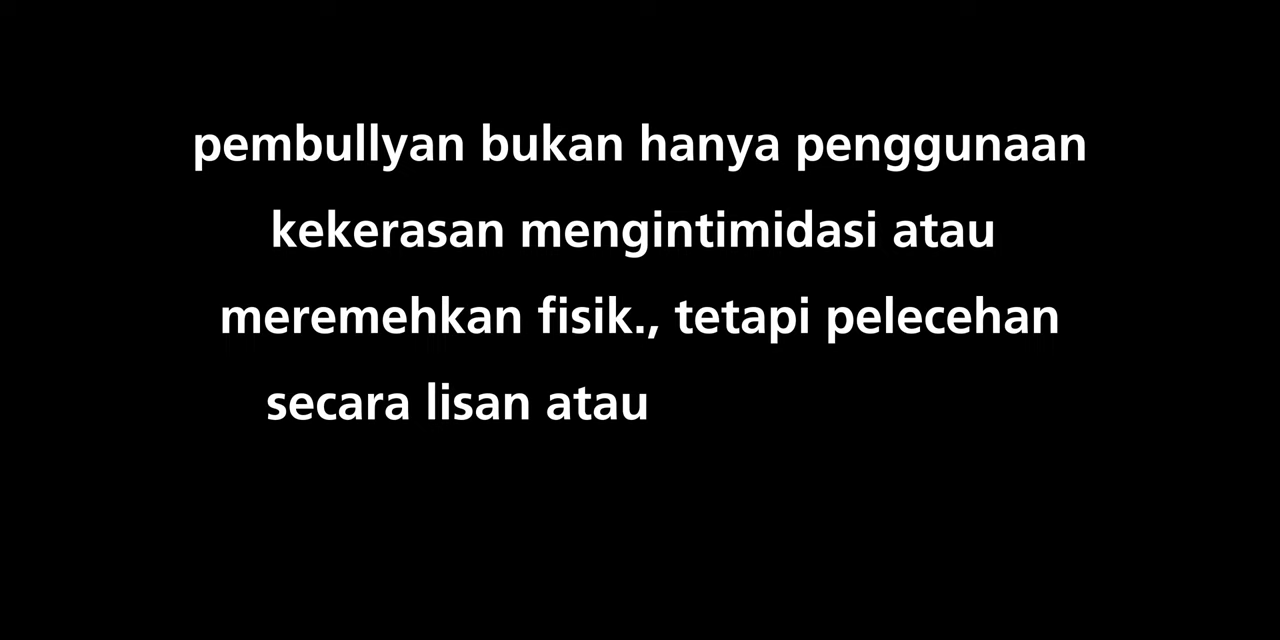 pembullyan bukan hanya penggunaan
kekerasan mengintimidasi atau
meremehkan fisik., tetapi pelecehan
secara lisan atau